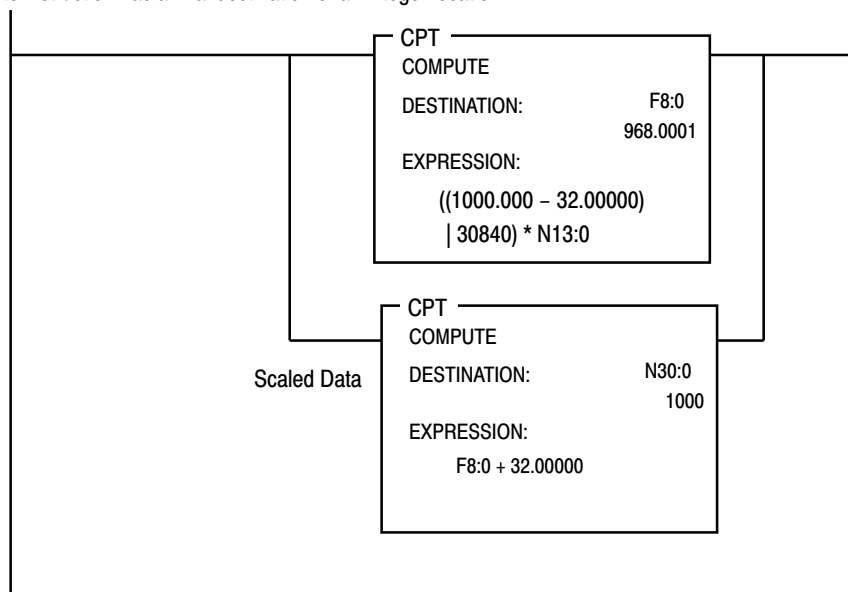 CPT
COMPUTE
DESTINATION: F8:0
968.0001
EXPRESSION:
((1000.000 – 32.00000)
| 30840) * N13:0
CPT
COMPUTE
Scaled Data
DESTINATION: N30:0
1000
EXPRESSION:
F8:0 + 32.00000